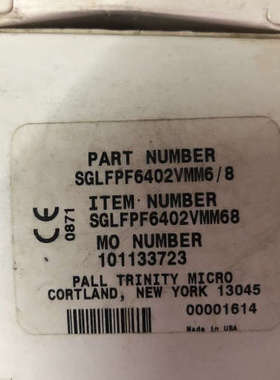 PART NUMBER
SGLFPF6402VMM6/8
ITEM NUMBER
SGLFPF6402VMM68
MO NUMBER
101133723
CE
0871
PALL TRINITY MICRO
CORTLAND, NEW YORK 13045
00001614
Made in USA